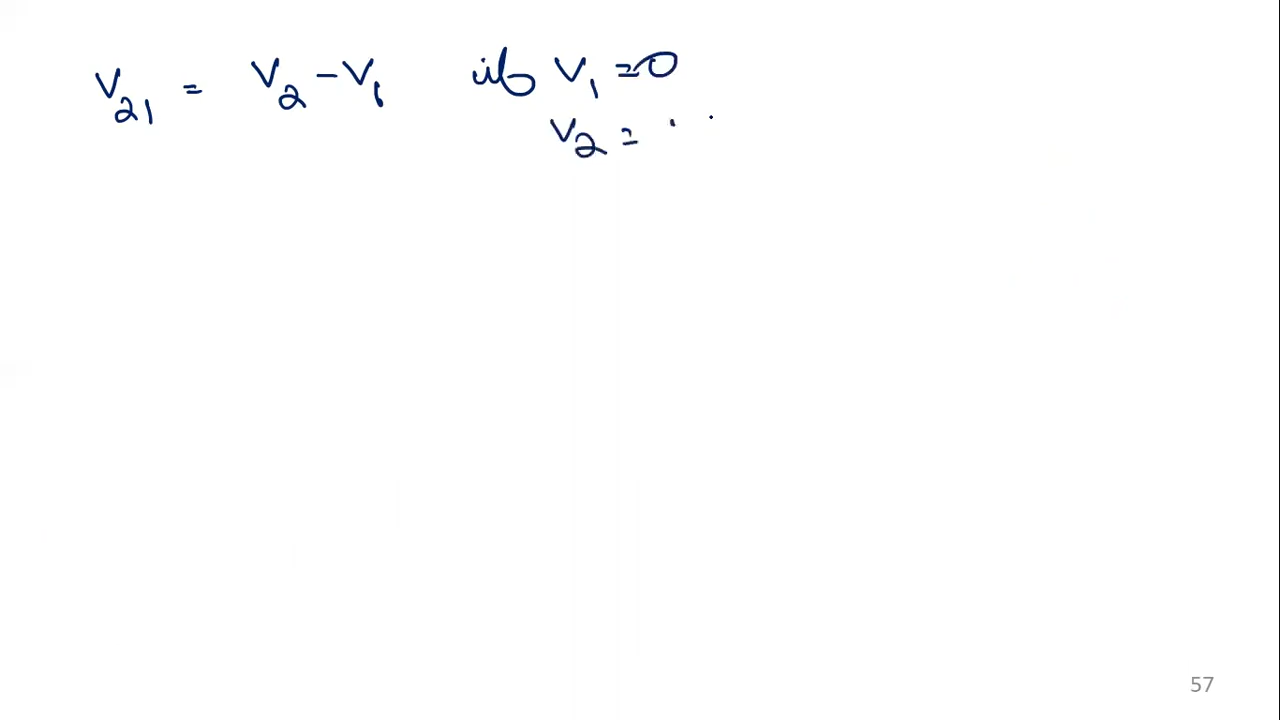 V21 = V2 - V1 if V1 = 0
V2 =
57